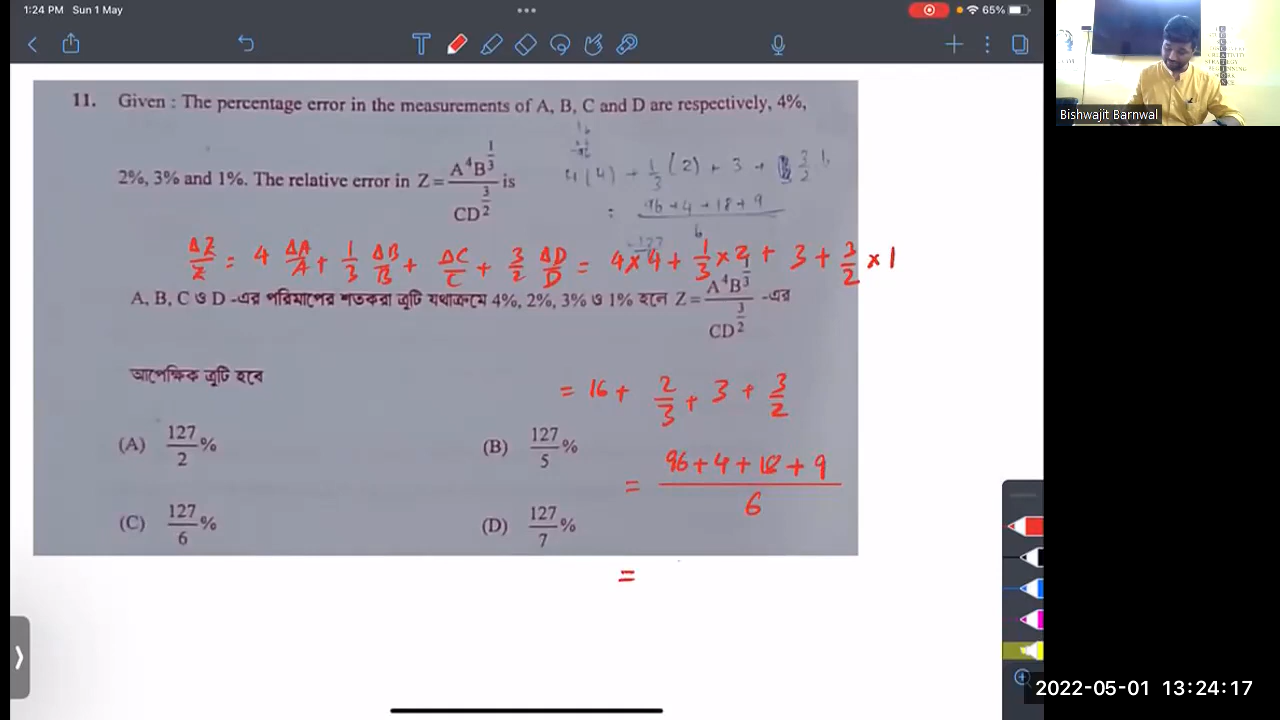 1:24 PM Sun 1 May
65%
Bishwajit Barnwal
11. Given : The percentage error in the measurements of A, B, C and D are respectively, 4%,
2%, 3% and 1%. The relative error in Z = A⁴B^(1/3) / CD^(3/2) is
4(4) + 1/3 (2) + 3 + 3/2
: 96+4+18+9 / 6
127
ΔZ/Z = 4 ΔA/A + 1/3 ΔB/B + ΔC/C + 3/2 ΔD/D = 4×4 + 1/3 × 2 + 3 + 3/2 × 1
A, B, C ও D -এর পরিমাপের শতকরা ত্রুটি যথাক্রমে 4%, 2%, 3% ও 1% হলে Z = A⁴B^(1/3) / CD^(3/2) -এর
আপেক্ষিক ত্রুটি হবে
= 16 + 2/3 + 3 + 3/2
(A) 127/2 % (B) 127/5 %
= 96+4+18+9 / 6
(C) 127/6 % (D) 127/7 %
=
2022-05-01 13:24:17